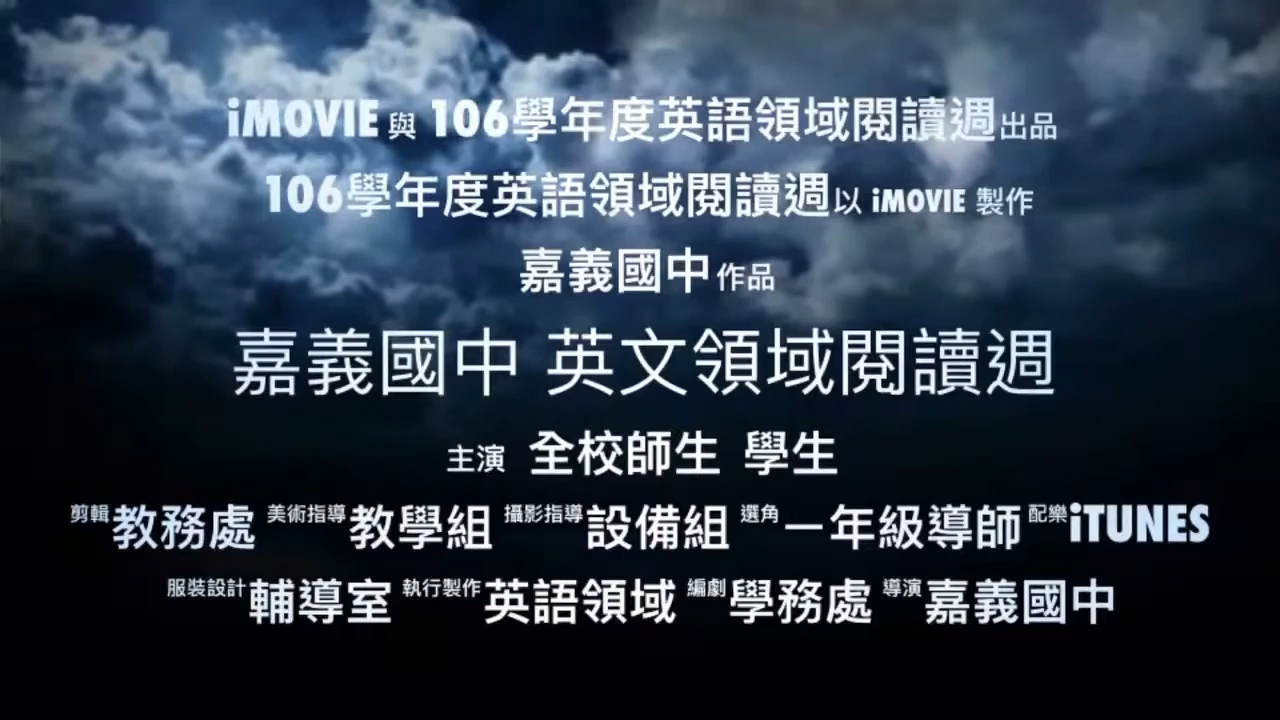 iMOVIE 與 106學年度英語領域閱讀週出品
106學年度英語領域閱讀週以 iMOVIE 製作
嘉義國中作品
嘉義國中 英文領域閱讀週
主演 全校師生 學生
剪輯教務處 美術指導教學組 攝影指導設備組 選角一年級導師 配樂iTUNES
服裝設計輔導室 執行製作英語領域 編劇學務處 導演嘉義國中